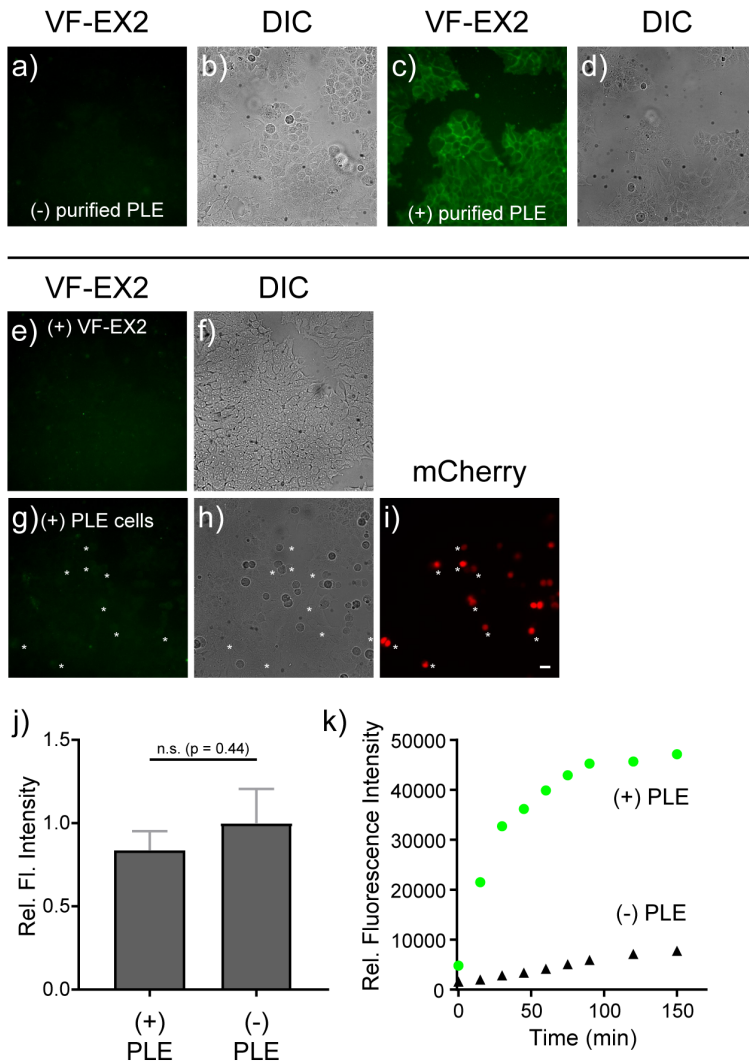 VF-EX2 DIC VF-EX2 DIC
a) b) c) d)
(-) purified PLE (+) purified PLE
VF-EX2 DIC
e) (+) VF-EX2 f)
mCherry
g) (+) PLE cells h) i)
* * * * * * * * *
* * * * * * * * *
* * * * * * * * *
j)
1.5
1.0
0.5
0.0
Rel. Fl. Intensity
n.s. (p = 0.44)
(+)
PLE
(-)
PLE
k)
50000
40000
30000
20000
10000
0
Rel. Fluorescence Intensity
(+) PLE
(-) PLE
0 50 100 150
Time (min)